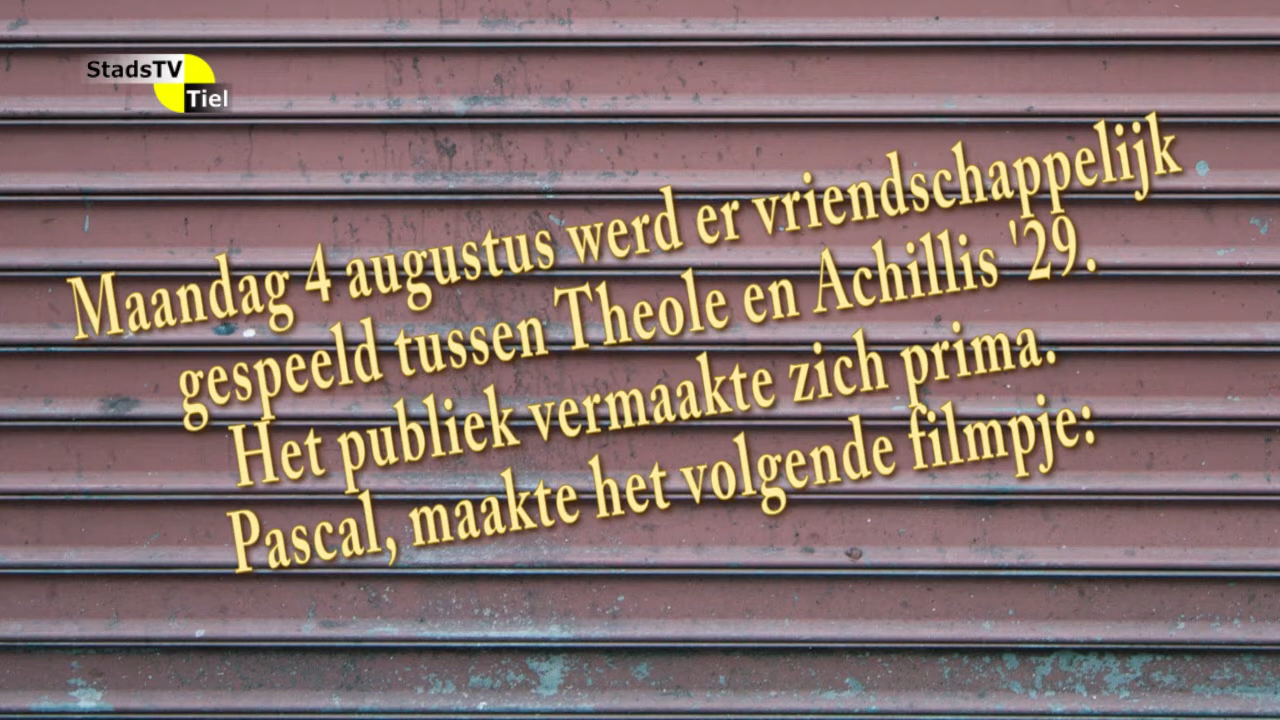 StadsTV
Tiel
Maandag 4 augustus werd er vriendschappelijk
gespeeld tussen Theole en Achillis '29.
Het publiek vermaakte zich prima.
Pascal, maakte het volgende filmpje: